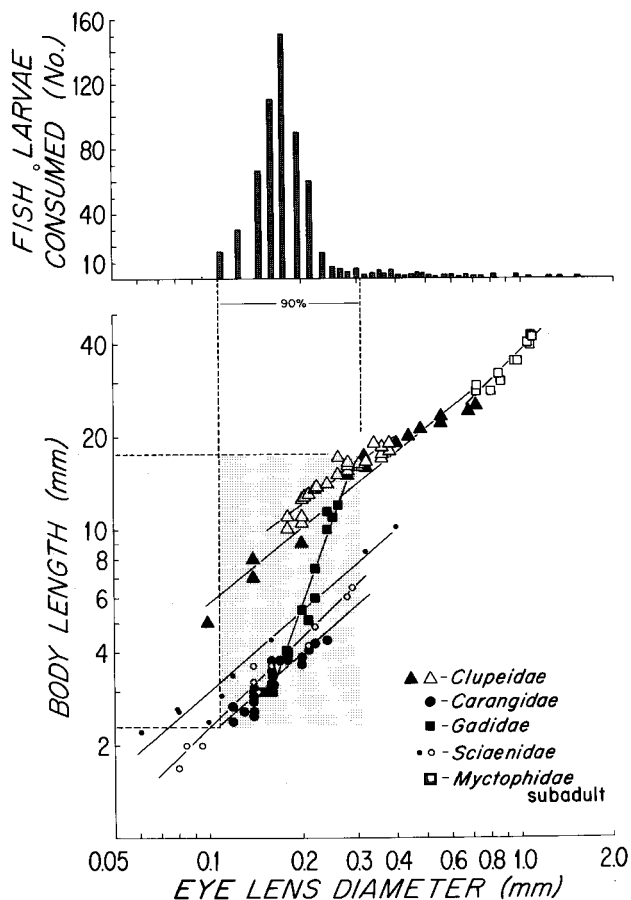 FISH LARVAE
CONSUMED (No.)
160
120
80
40
10
90%
BODY LENGTH (mm)
40
20
10
8
6
4
2
▲ △ - Clupeidae
● - Carangidae
■ - Gadidae
• ○ - Sciaenidae
□ - Myctophidae
subadult
0.05
0.1
0.2
0.3
0.4
0.6
0.8
1.0
2.0
EYE LENS DIAMETER (mm)